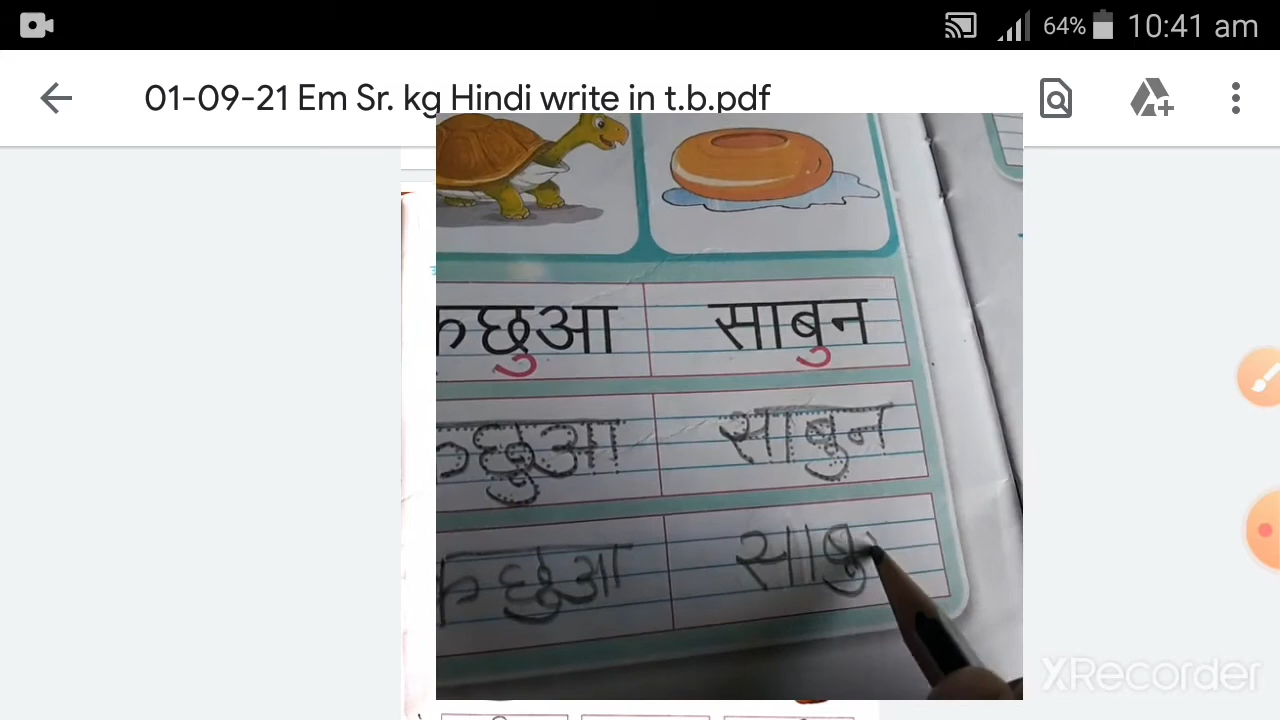 64% 10:41 am
01-09-21 Em Sr. kg Hindi write in t.b.pdf
कछुआ साबुन
कछुआ साबुन
कछुआ साबु
XRecorder